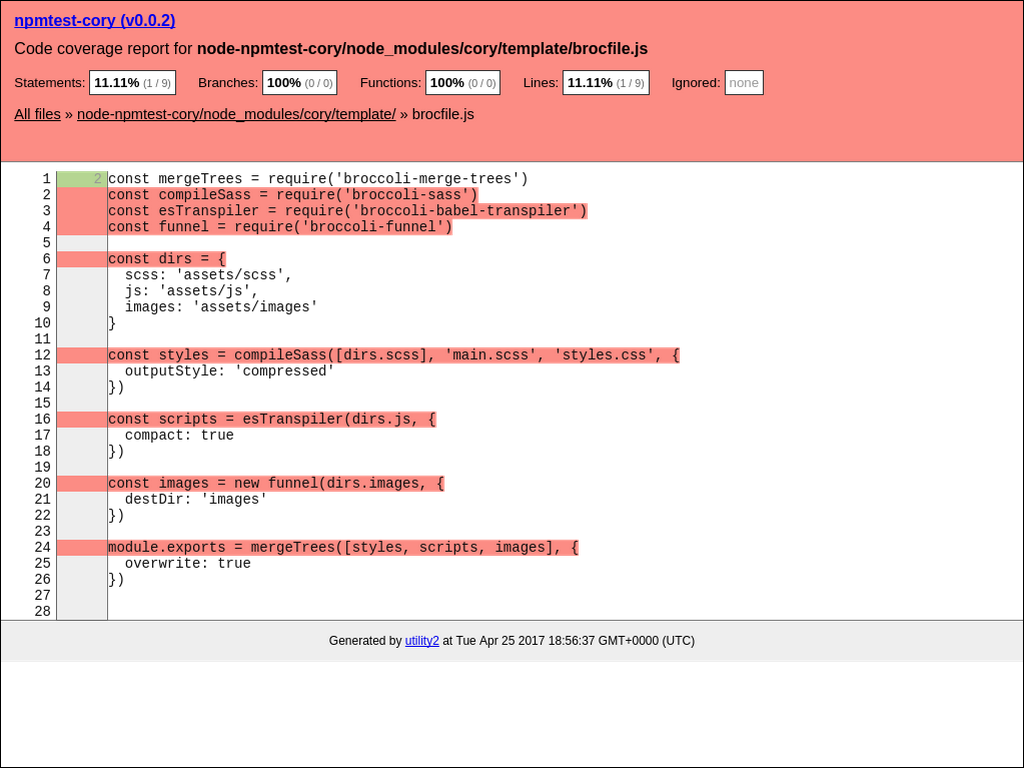 npmtest-cory (v0.0.2)
Code coverage report for node-npmtest-cory/node_modules/cory/template/brocfile.js
Statements: 11.11% (1 / 9) Branches: 100% (0 / 0) Functions: 100% (0 / 0) Lines: 11.11% (1 / 9) Ignored: none
All files » node-npmtest-cory/node_modules/cory/template/ » brocfile.js
1 2 const mergeTrees = require('broccoli-merge-trees')
2 const compileSass = require('broccoli-sass')
3 const esTranspiler = require('broccoli-babel-transpiler')
4 const funnel = require('broccoli-funnel')
5
6 const dirs = {
7 scss: 'assets/scss',
8 js: 'assets/js',
9 images: 'assets/images'
10 }
11
12 const styles = compileSass([dirs.scss], 'main.scss', 'styles.css', {
13 outputStyle: 'compressed'
14 })
15
16 const scripts = esTranspiler(dirs.js, {
17 compact: true
18 })
19
20 const images = new funnel(dirs.images, {
21 destDir: 'images'
22 })
23
24 module.exports = mergeTrees([styles, scripts, images], {
25 overwrite: true
26 })
27
28
Generated by utility2 at Tue Apr 25 2017 18:56:37 GMT+0000 (UTC)